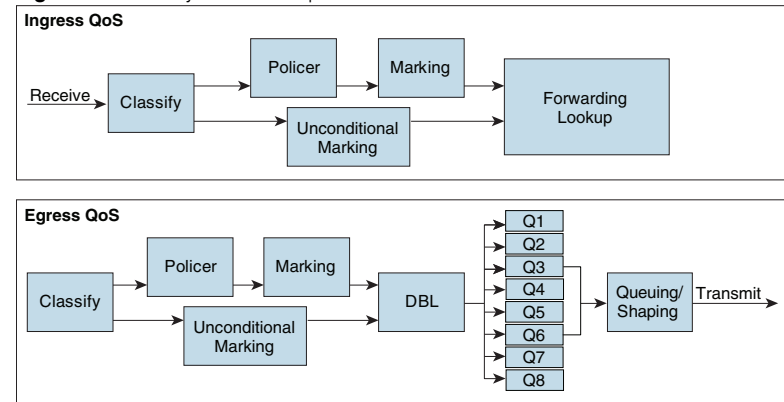 Ingress QoS
Receive
Classify
Policer
Marking
Unconditional
Marking
Forwarding
Lookup
Egress QoS
Classify
Policer
Marking
Unconditional
Marking
DBL
Q1
Q2
Q3
Q4
Q5
Q6
Q7
Q8
Queuing/
Shaping
Transmit